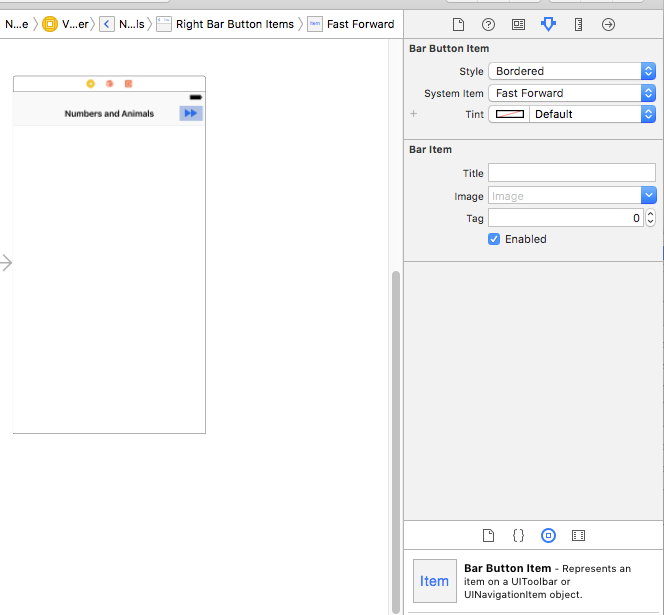 N...e V...er N...ls Right Bar Button Items Item Fast Forward
Bar Button Item
Style Bordered
System Item Fast Forward
+ Tint Default
Numbers and Animals
Bar Item
Title
Image Image
Tag 0
Enabled
{ }
Item
Bar Button Item - Represents an
item on a UIToolbar or
UINavigationItem object.